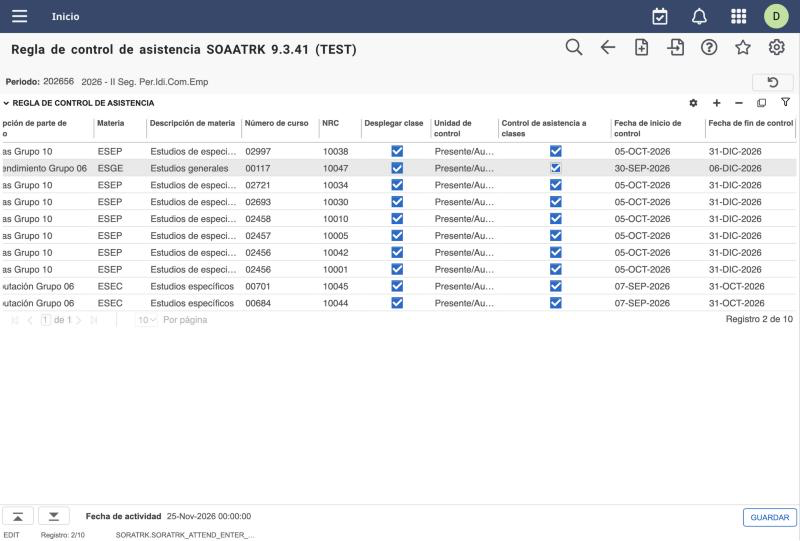 Inicio
D
Regla de control de asistencia SOAATRK 9.3.41 (TEST)
Periodo: 202656 2026 - II Seg. Per.Idi.Com.Emp
REGLA DE CONTROL DE ASISTENCIA
pción de parte de
o
Materia
Descripción de materia
Número de curso
NRC
Desplegar clase
Unidad de
control
Control de asistencia a
clases
Fecha de inicio de
control
Fecha de fin de control
as Grupo 10 ESEP Estudios de especi... 02997 10038 Presente/Au... 05-OCT-2026 31-DIC-2026
endimiento Grupo 06 ESGE Estudios generales 00117 10047 Presente/Au... 30-SEP-2026 06-DIC-2026
as Grupo 10 ESEP Estudios de especi... 02721 10034 Presente/Au... 05-OCT-2026 31-DIC-2026
as Grupo 10 ESEP Estudios de especi... 02693 10030 Presente/Au... 05-OCT-2026 31-DIC-2026
as Grupo 10 ESEP Estudios de especi... 02458 10010 Presente/Au... 05-OCT-2026 31-DIC-2026
as Grupo 10 ESEP Estudios de especi... 02457 10005 Presente/Au... 05-OCT-2026 31-DIC-2026
as Grupo 10 ESEP Estudios de especi... 02456 10042 Presente/Au... 05-OCT-2026 31-DIC-2026
as Grupo 10 ESEP Estudios de especi... 02456 10001 Presente/Au... 05-OCT-2026 31-DIC-2026
utación Grupo 06 ESEC Estudios específicos 00701 10045 Presente/Au... 07-SEP-2026 31-OCT-2026
utación Grupo 06 ESEC Estudios específicos 00684 10044 Presente/Au... 07-SEP-2026 31-OCT-2026
1 de 1 10 Por página Registro 2 de 10
Fecha de actividad 25-Nov-2026 00:00:00
GUARDAR
EDIT Registro: 2/10 SORATRK.SORATRK_ATTEND_ENTER_...